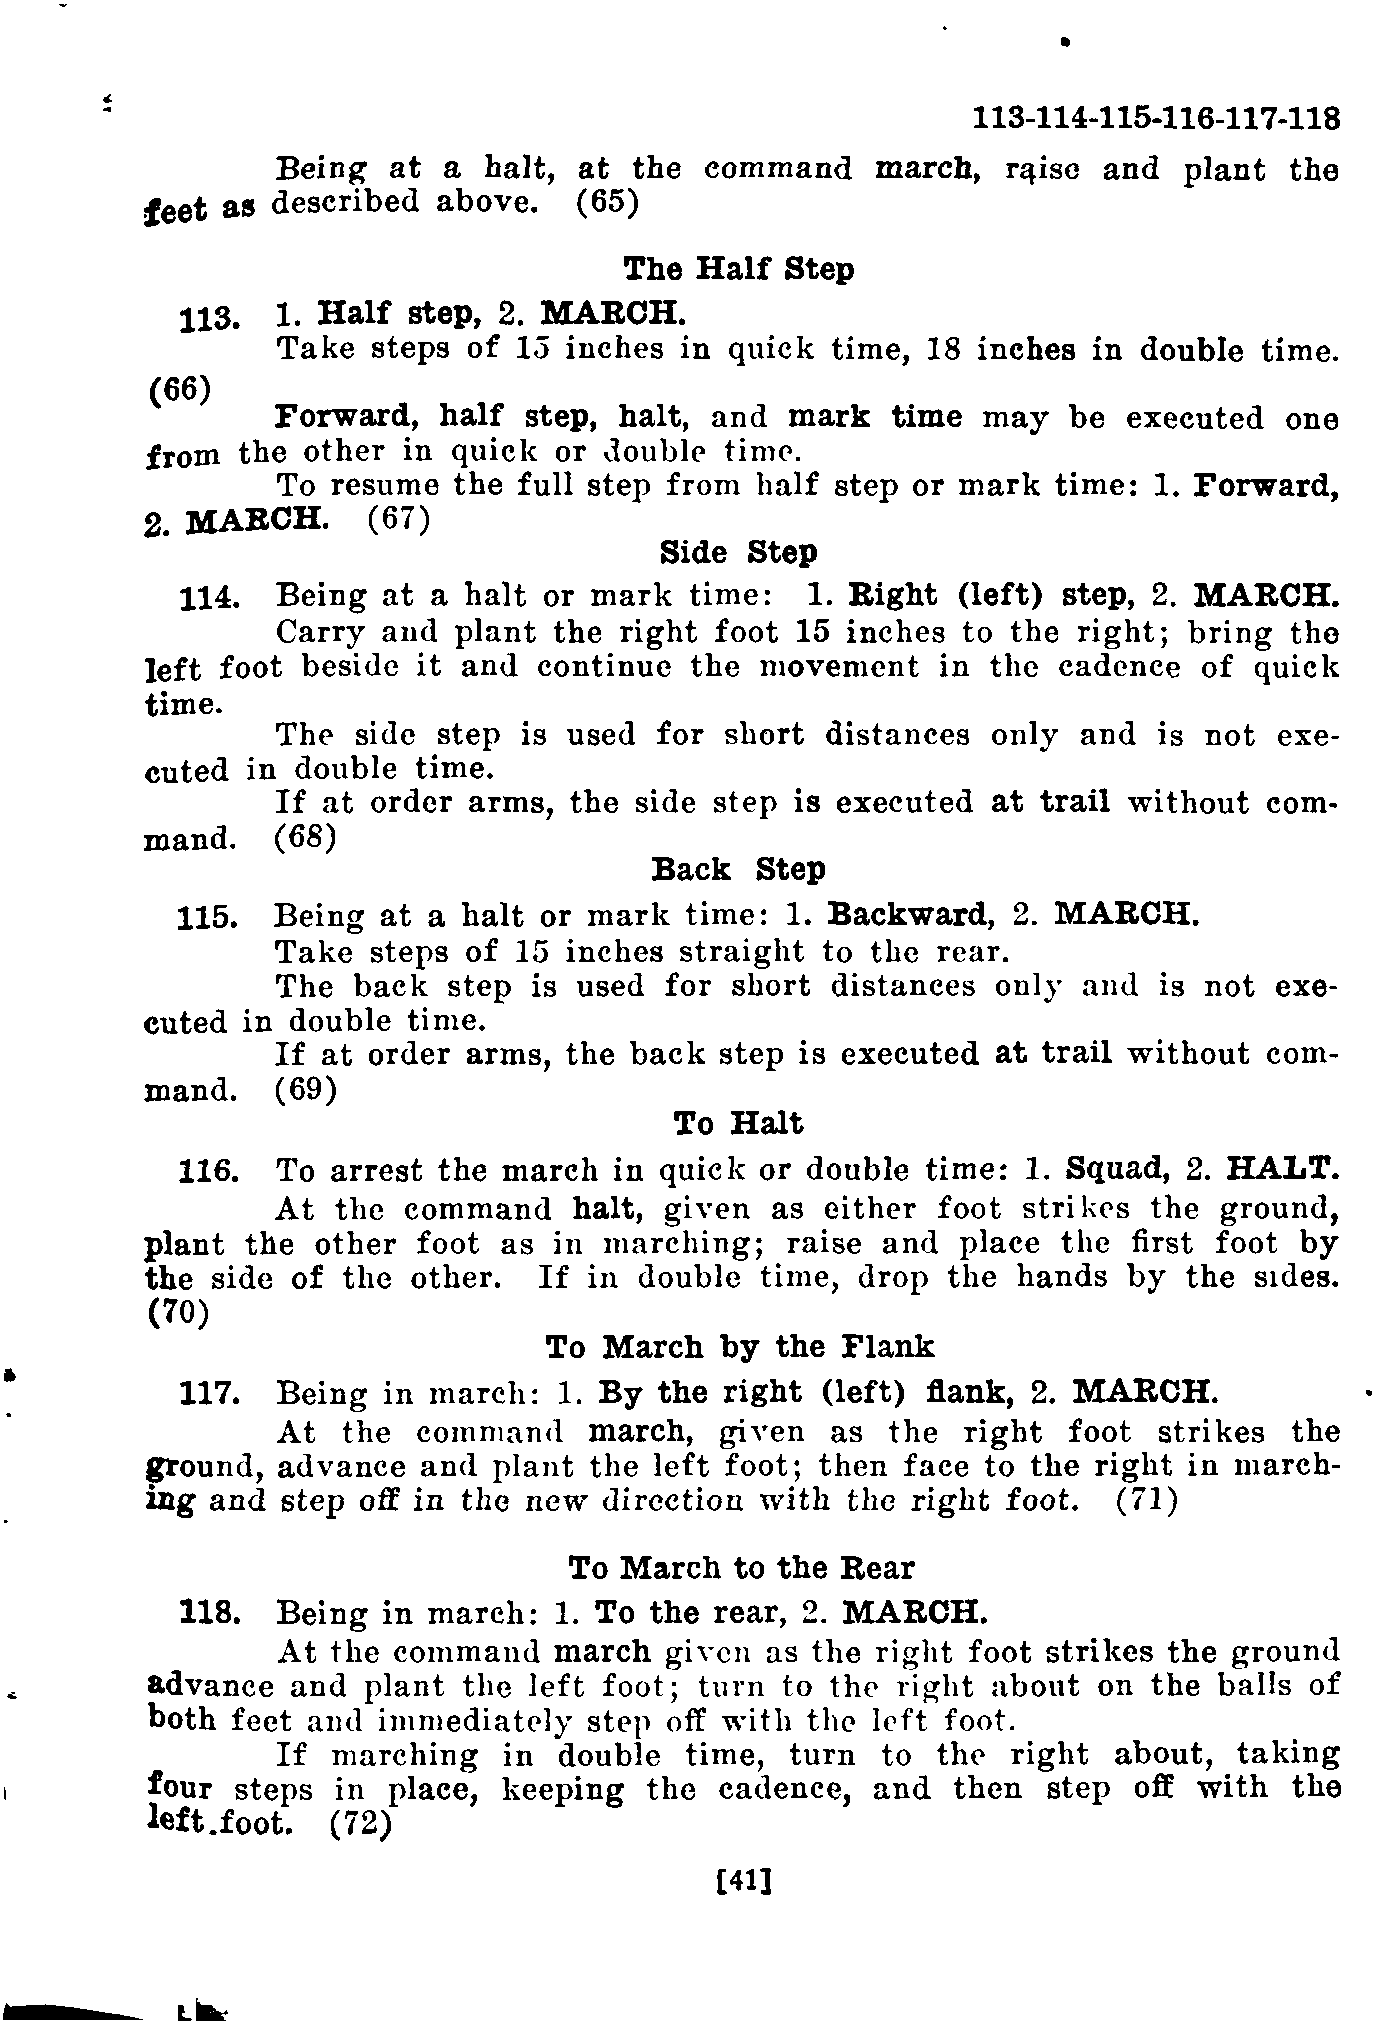 113-114-115-116-117-118
Being at a halt, at the command march, raise and plant the
feet as described above. (65)
The Half Step
113. 1. Half step, 2. MARCH.
Take steps of 15 inches in quick time, 18 inches in double time.
(66)
Forward, half step, halt, and mark time may be executed one
from the other in quick or double time.
To resume the full step from half step or mark time: 1. Forward,
2. MARCH. (67)
Side Step
114. Being at a halt or mark time: 1. Right (left) step, 2. MARCH.
Carry and plant the right foot 15 inches to the right; bring the
left foot beside it and continue the movement in the cadence of quick
time.
The side step is used for short distances only and is not exe-
cuted in double time.
If at order arms, the side step is executed at trail without com-
mand. (68)
Back Step
115. Being at a halt or mark time: 1. Backward, 2. MARCH.
Take steps of 15 inches straight to the rear.
The back step is used for short distances only and is not exe-
cuted in double time.
If at order arms, the back step is executed at trail without com-
mand. (69)
To Halt
116. To arrest the march in quick or double time: 1. Squad, 2. HALT.
At the command halt, given as either foot strikes the ground,
plant the other foot as in marching; raise and place the first foot by
the side of the other. If in double time, drop the hands by the sides.
(70)
To March by the Flank
117. Being in march: 1. By the right (left) flank, 2. MARCH.
At the command march, given as the right foot strikes the
ground, advance and plant the left foot; then face to the right in march-
ing and step off in the new direction with the right foot. (71)
To March to the Rear
118. Being in march: 1. To the rear, 2. MARCH.
At the command march given as the right foot strikes the ground
advance and plant the left foot; turn to the right about on the balls of
both feet and immediately step off with the left foot.
If marching in double time, turn to the right about, taking
four steps in place, keeping the cadence, and then step off with the
left foot. (72)
[41]